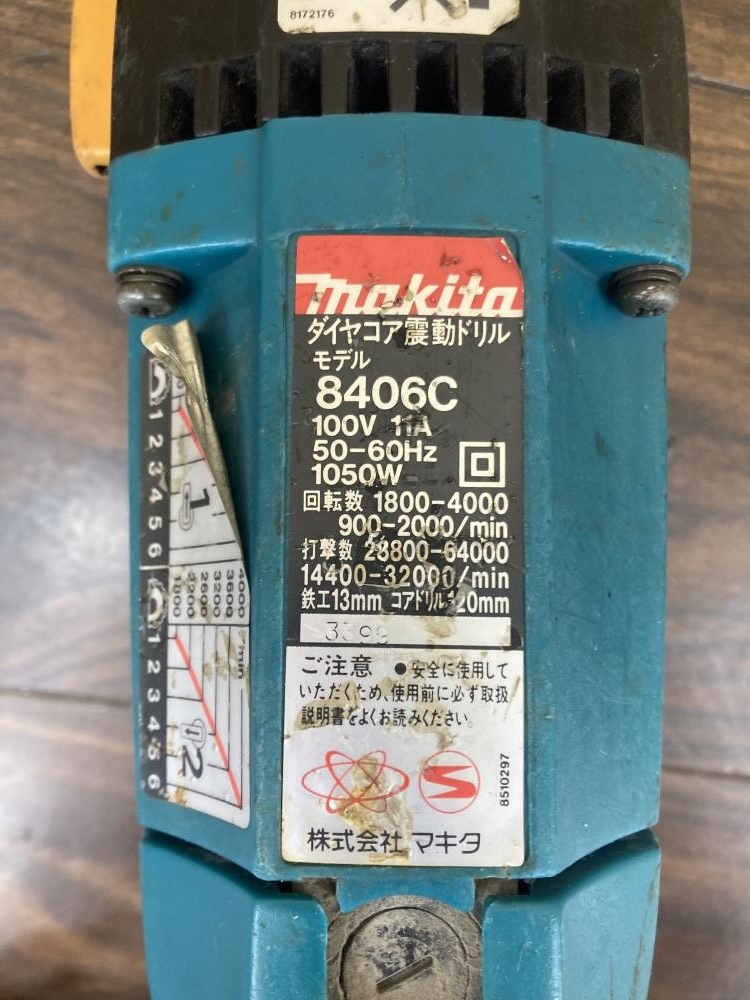 8172176
makita
ダイヤコア震動ドリル
モデル
8406C
100V 11A
50-60Hz
1050W
回転数 1800-4000
900-2000/min
打撃数 28800-64000
14400-32000/min
鉄工13mm コアドリル120mm
ご注意 ●安全に使用して
いただくため、使用前に必ず取扱
説明書をよくお読みください。
8510297
株式会社 マキタ
1
2
3
4
5
6
1
4000
3600
3200
2600
2200
1800
/min
1
2
3
4
5
6
2